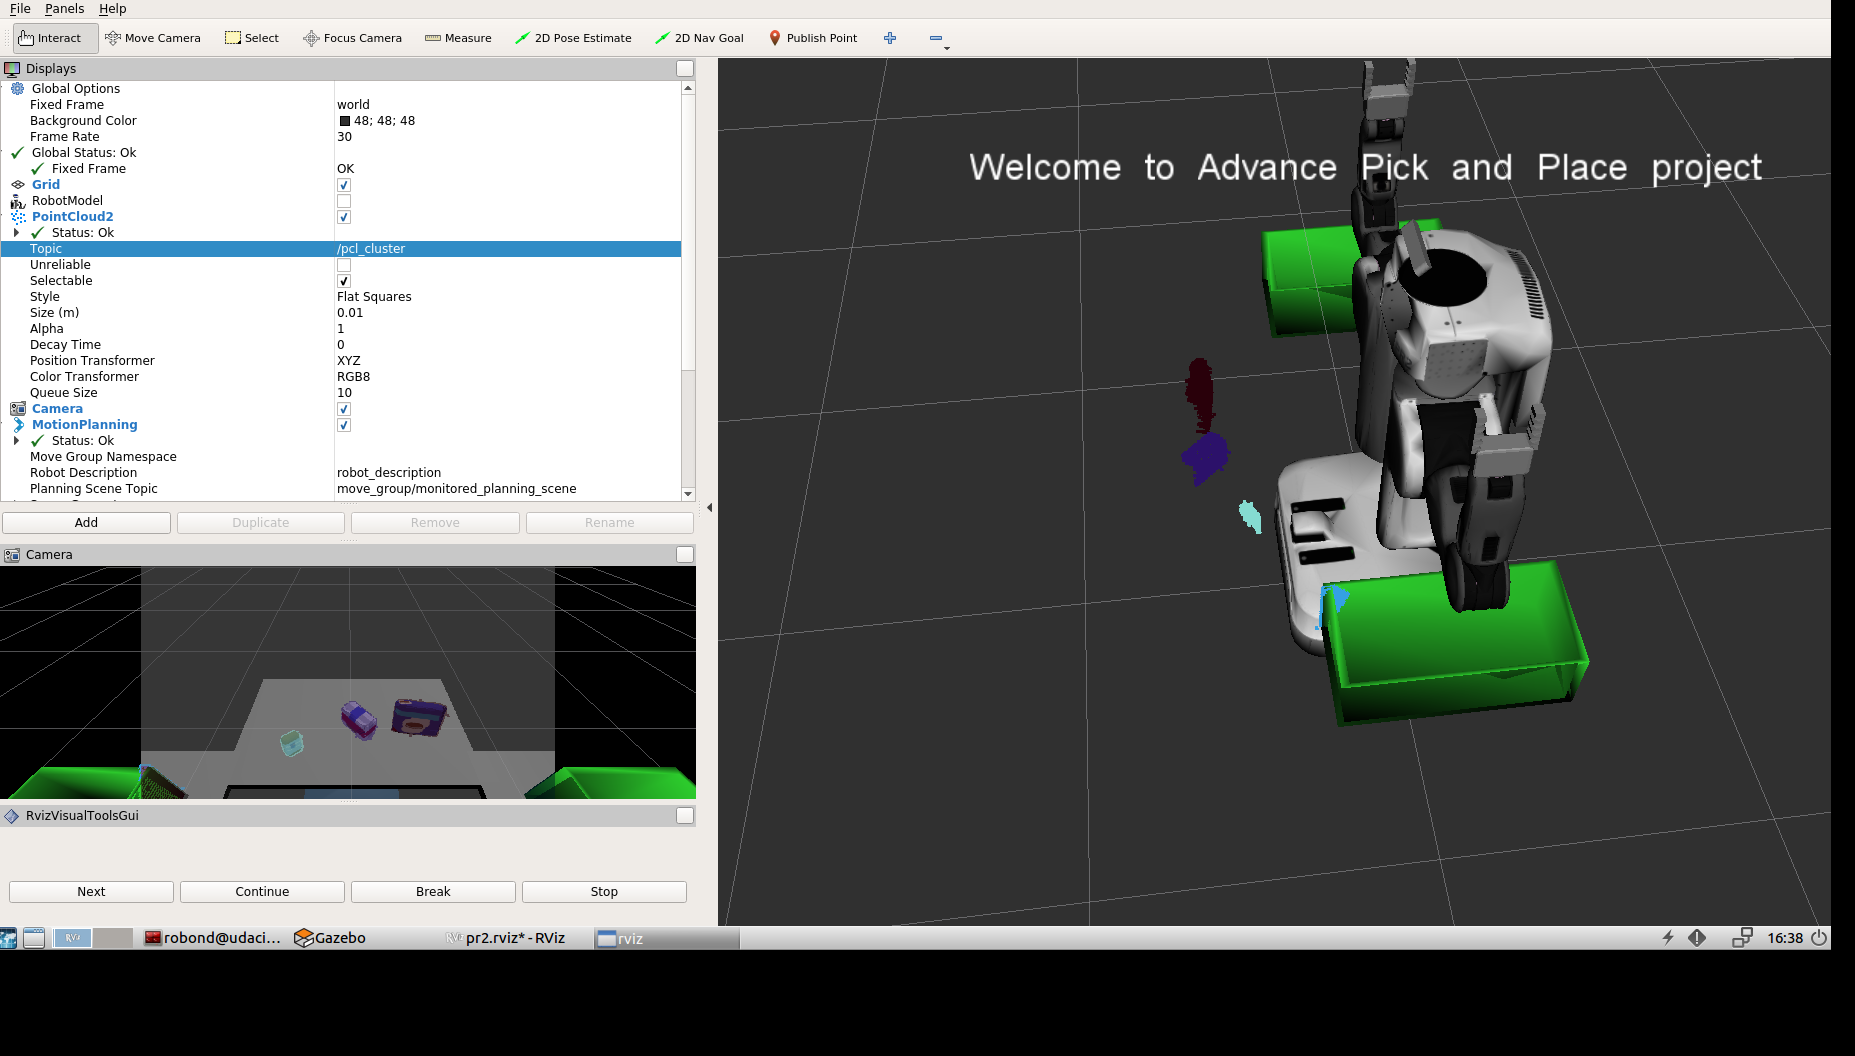 File Panels Help
Interact Move Camera Select Focus Camera Measure 2D Pose Estimate 2D Nav Goal Publish Point
Displays
Global Options
Fixed Frame world
Background Color 48; 48; 48
Frame Rate 30
Global Status: Ok
Fixed Frame OK
Grid
RobotModel
PointCloud2
Status: Ok
Topic /pcl_cluster
Unreliable
Selectable
Style Flat Squares
Size (m) 0.01
Alpha 1
Decay Time 0
Position Transformer XYZ
Color Transformer RGB8
Queue Size 10
Camera
MotionPlanning
Status: Ok
Move Group Namespace
Robot Description robot_description
Planning Scene Topic move_group/monitored_planning_scene
Add Duplicate Remove Rename
Camera
RvizVisualToolsGui
Next Continue Break Stop
Welcome to Advance Pick and Place project
RViz robond@udaci... Gazebo pr2.rviz* - RViz rviz 16:38